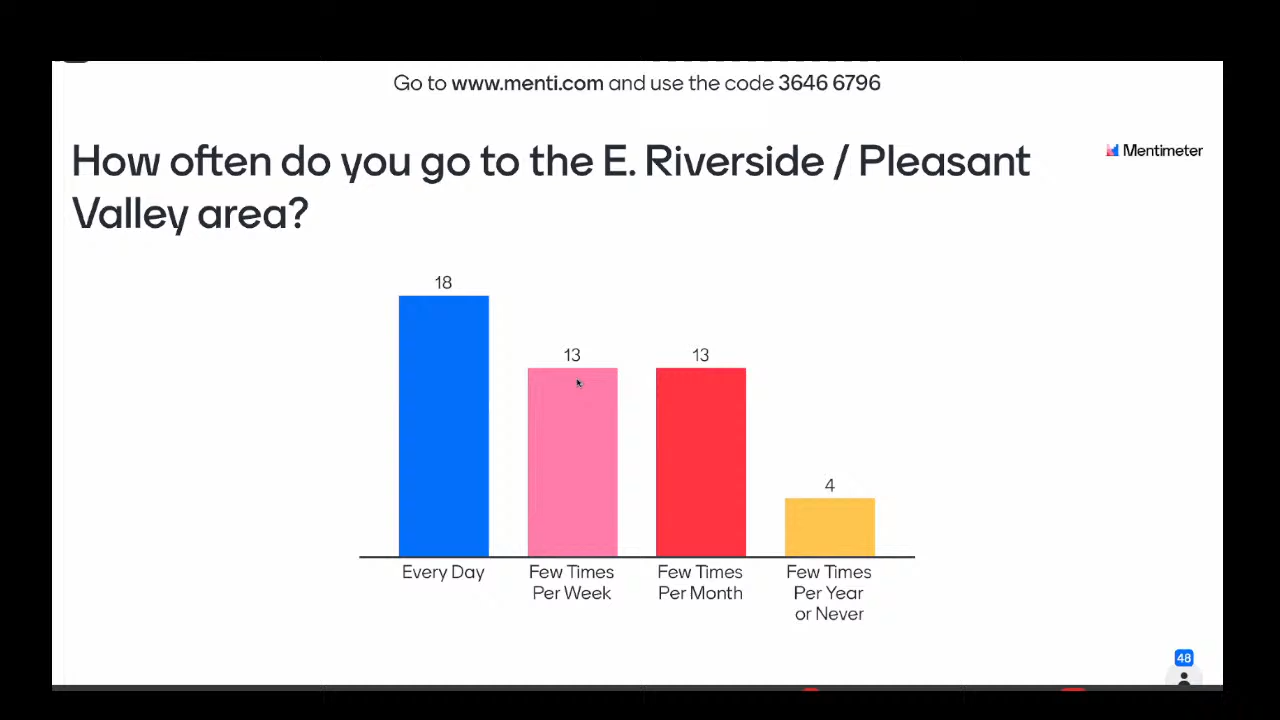 Go to www.menti.com and use the code 3646 6796
How often do you go to the E. Riverside / Pleasant
Valley area?
Mentimeter
18
13
13
4
Every Day
Few Times
Per Week
Few Times
Per Month
Few Times
Per Year
or Never
48